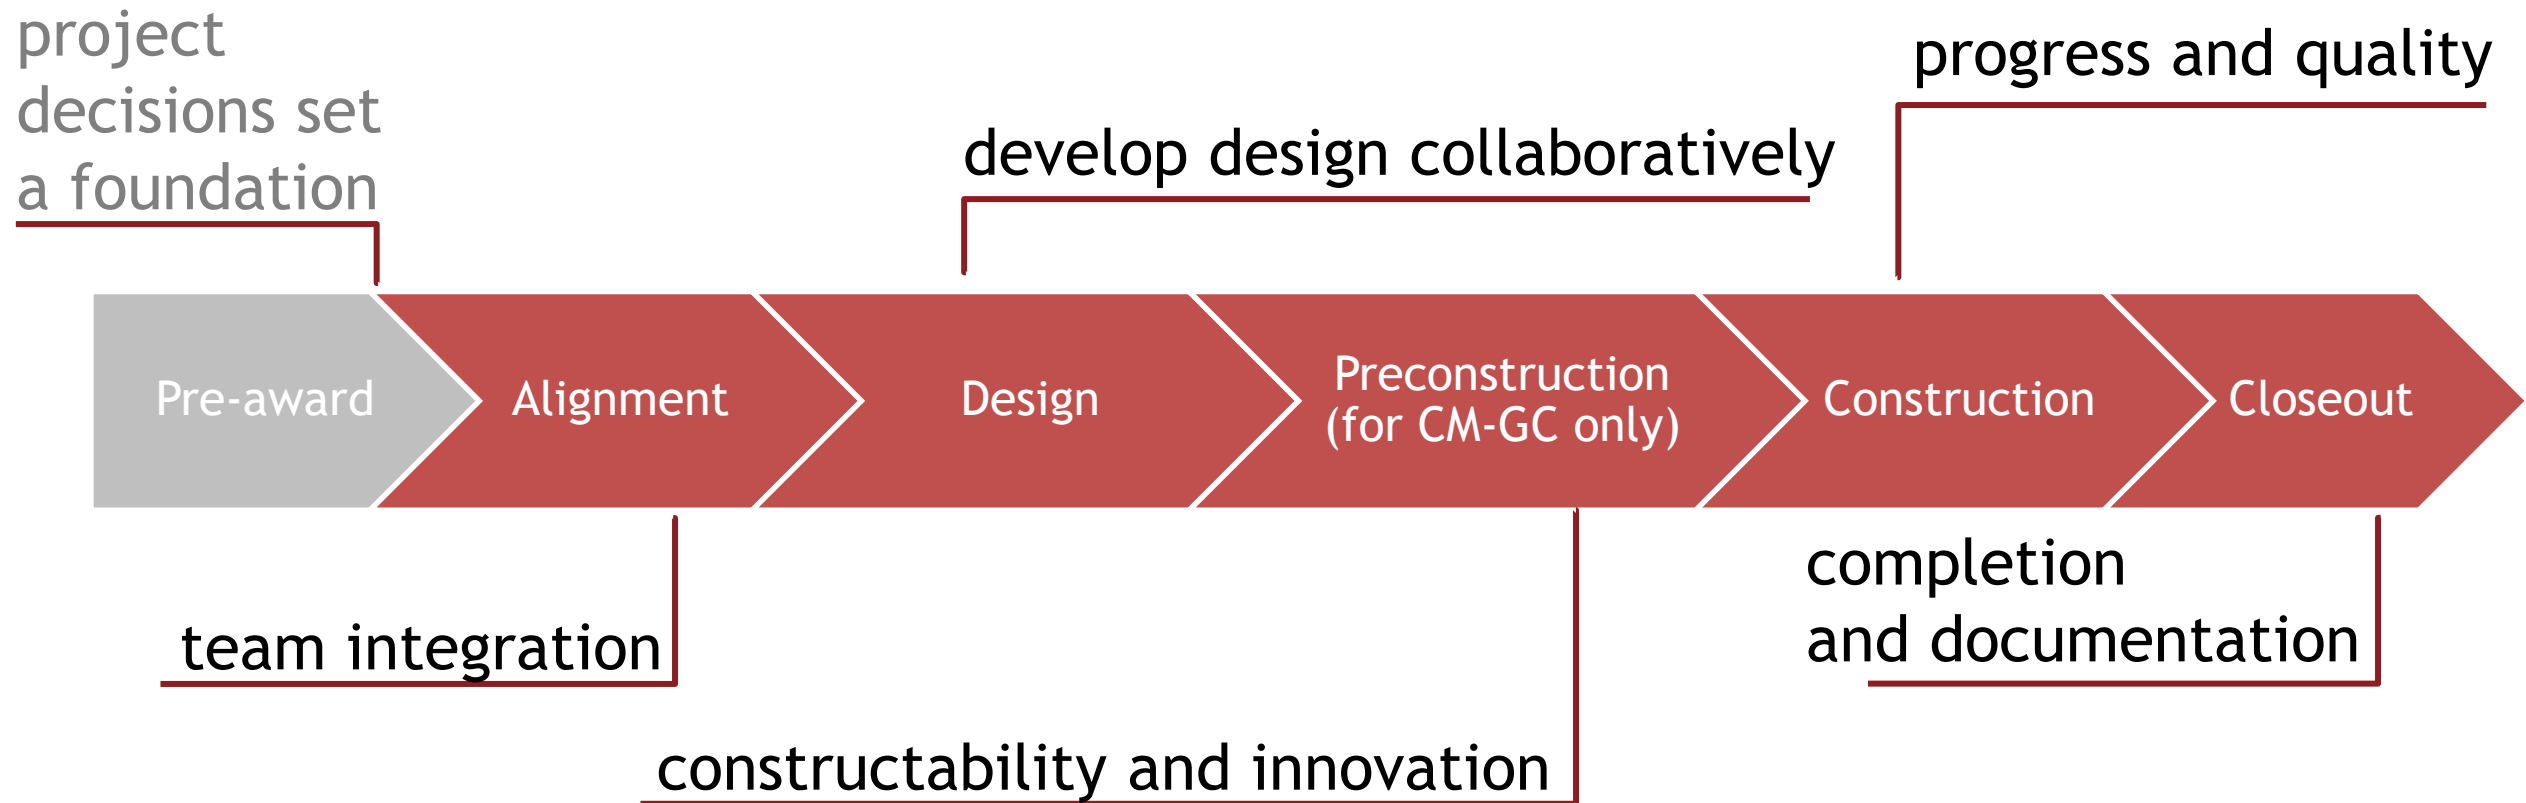 project
decisions set
a foundation
develop design collaboratively
progress and quality
Pre-award
Alignment
Design
Preconstruction
(for CM-GC only)
Construction
Closeout
team integration
constructability and innovation
completion
and documentation